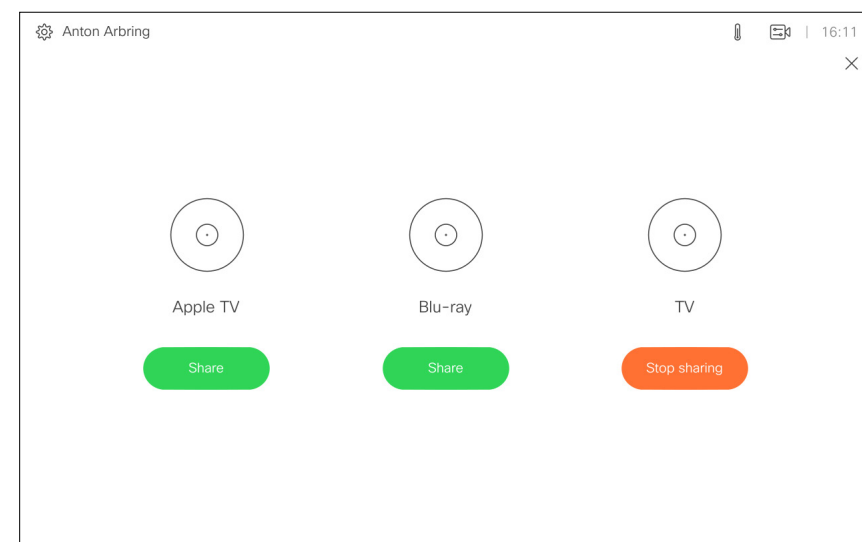 Anton Arbring
| 16:11
Apple TV
Blu-ray
TV
Share
Share
Stop sharing